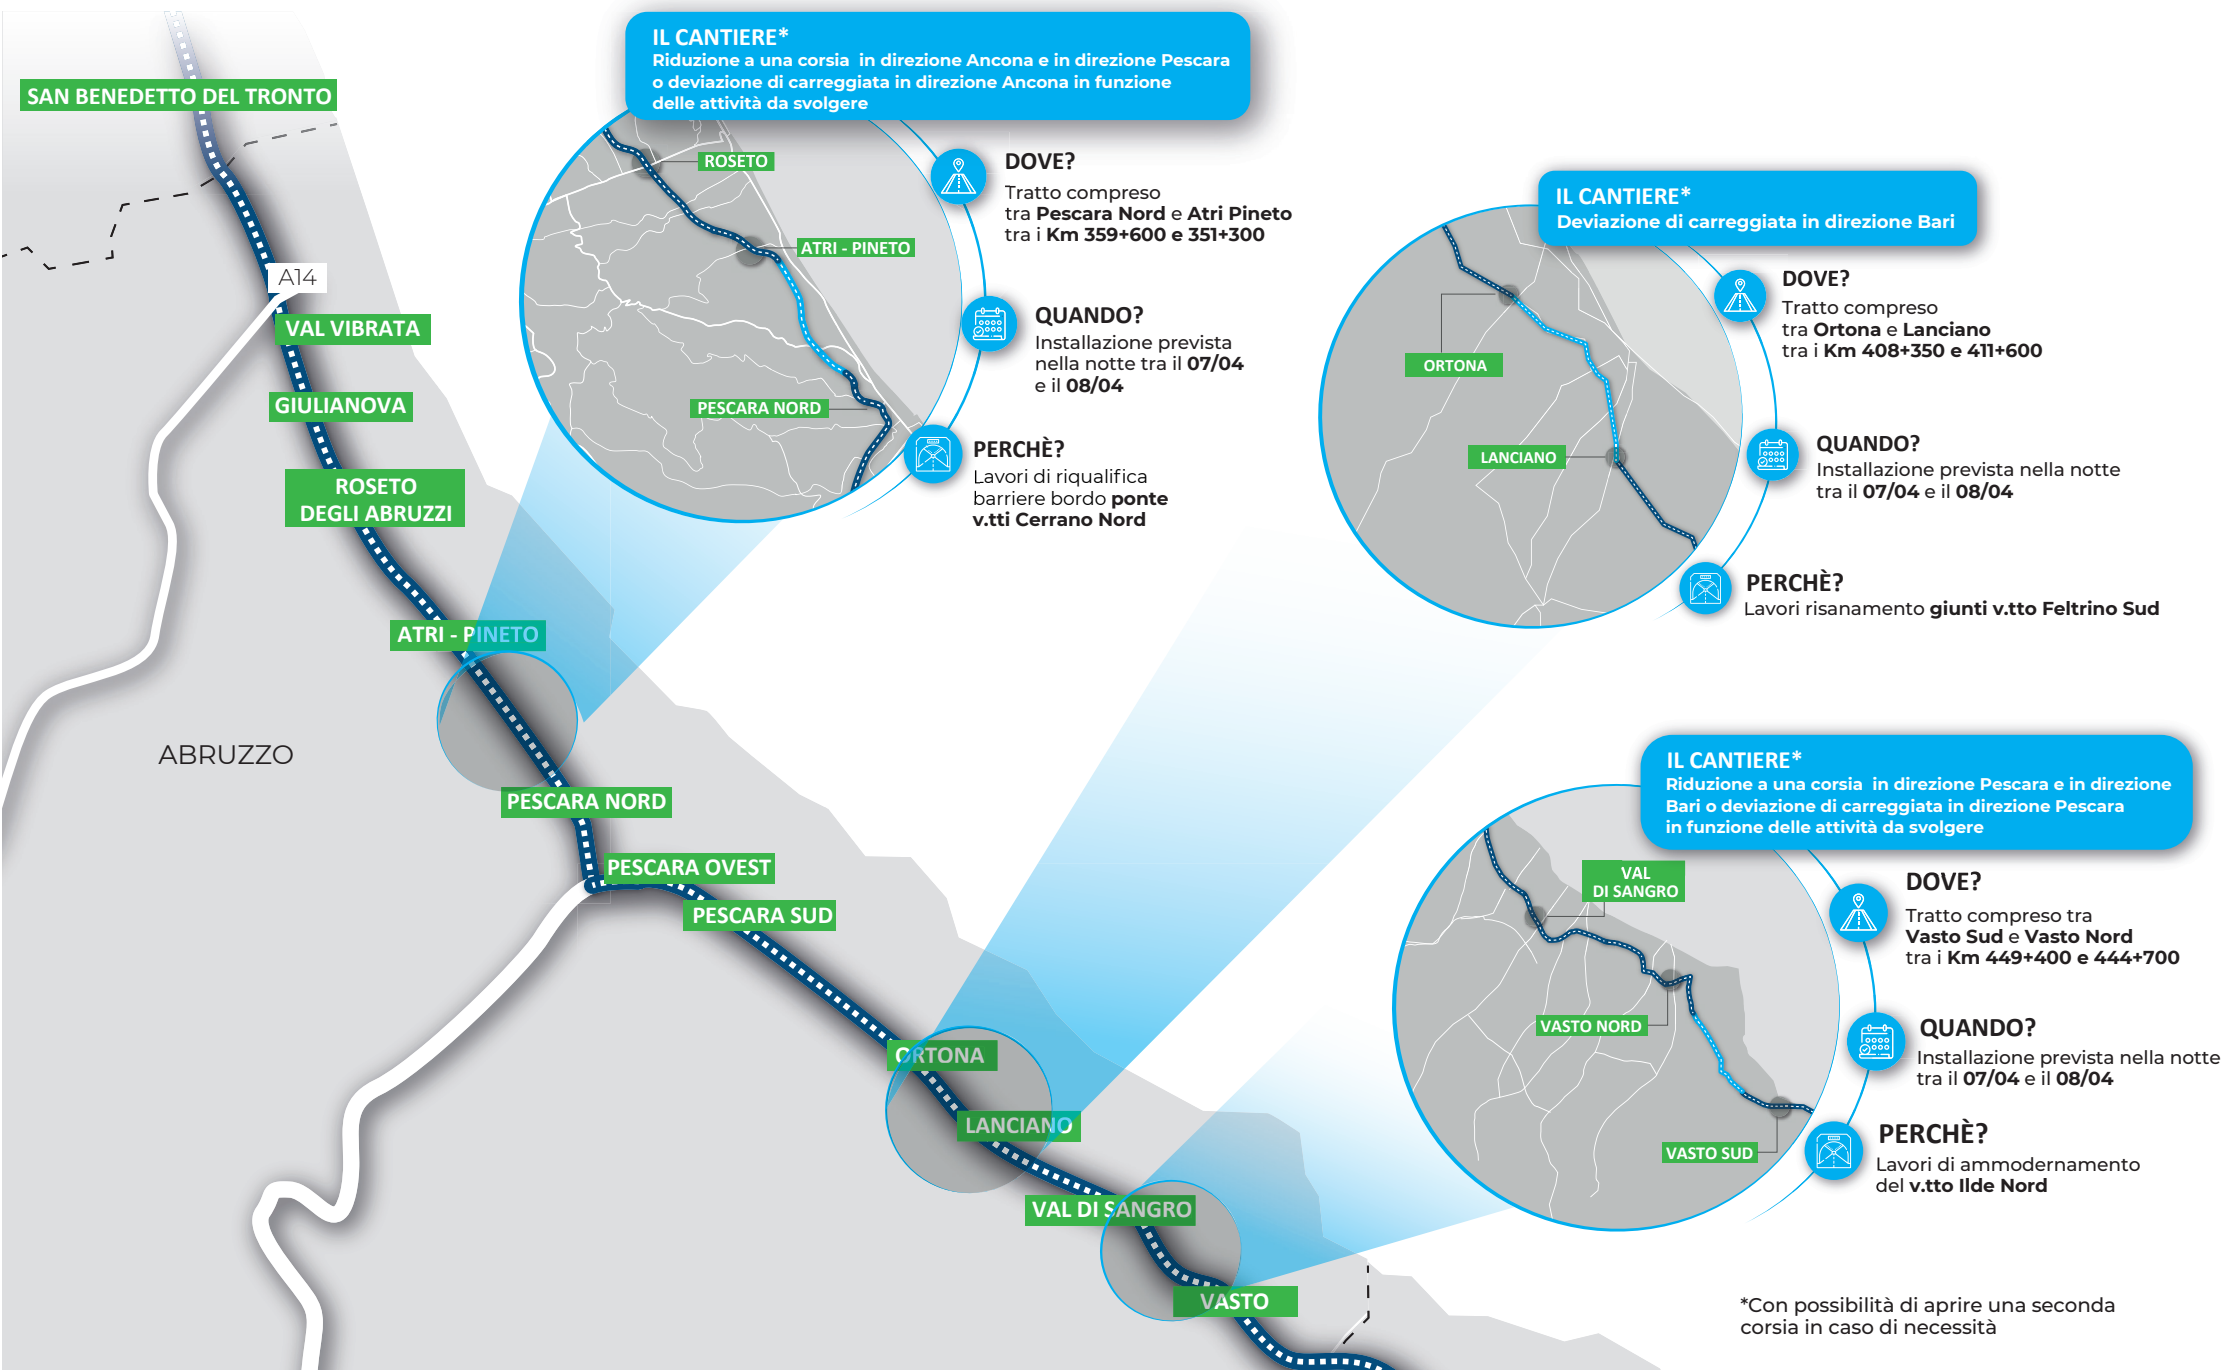 SAN BENEDETTO DEL TRONTO
A14
VAL VIBRATA
GIULIANOVA
ROSETO
DEGLI ABRUZZI
ATRI - PINETO
ABRUZZO
PESCARA NORD
PESCARA OVEST
PESCARA SUD
ORTONA
LANCIANO
VAL DI SANGRO
VASTO
IL CANTIERE*
Riduzione a una corsia in direzione Ancona e in direzione Pescara
o deviazione di carreggiata in direzione Ancona in funzione
delle attività da svolgere
ROSETO
ATRI - PINETO
PESCARA NORD
DOVE?
Tratto compreso
tra Pescara Nord e Atri Pineto
tra i Km 359+600 e 351+300
QUANDO?
Installazione prevista
nella notte tra il 07/04
e il 08/04
PERCHÈ?
Lavori di riqualifica
barriere bordo ponte
v.tti Cerrano Nord
IL CANTIERE*
Deviazione di carreggiata in direzione Bari
ORTONA
LANCIANO
DOVE?
Tratto compreso
tra Ortona e Lanciano
tra i Km 408+350 e 411+600
QUANDO?
Installazione prevista nella notte
tra il 07/04 e il 08/04
PERCHÈ?
Lavori risanamento giunti v.tto Feltrino Sud
IL CANTIERE*
Riduzione a una corsia in direzione Pescara e in direzione
Bari o deviazione di carreggiata in direzione Pescara
in funzione delle attività da svolgere
VAL
DI SANGRO
VASTO NORD
VASTO SUD
DOVE?
Tratto compreso tra
Vasto Sud e Vasto Nord
tra i Km 449+400 e 444+700
QUANDO?
Installazione prevista nella notte
tra il 07/04 e il 08/04
PERCHÈ?
Lavori di ammodernamento
del v.tto Ilde Nord
*Con possibilità di aprire una seconda
corsia in caso di necessità